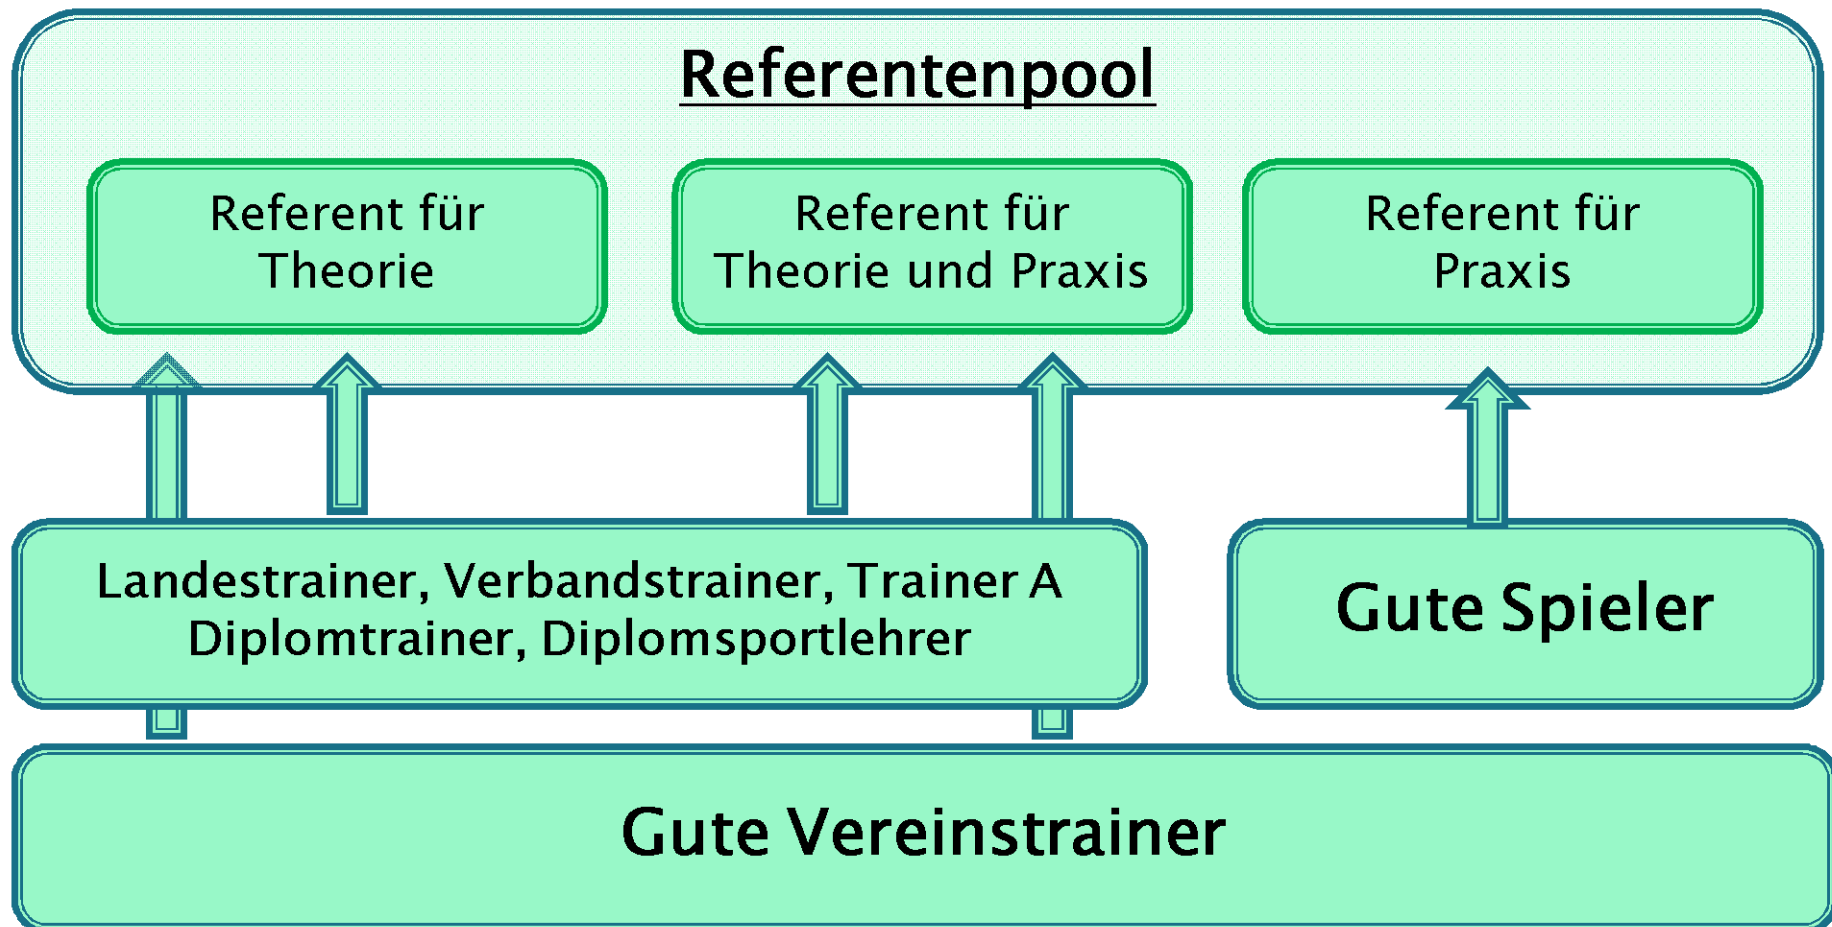 Referentenpool
Referent für
Theorie
Referent für
Theorie und Praxis
Referent für
Praxis
Landestrainer, Verbandstrainer, Trainer A
Diplomtrainer, Diplomsportlehrer
Gute Spieler
Gute Vereinstrainer